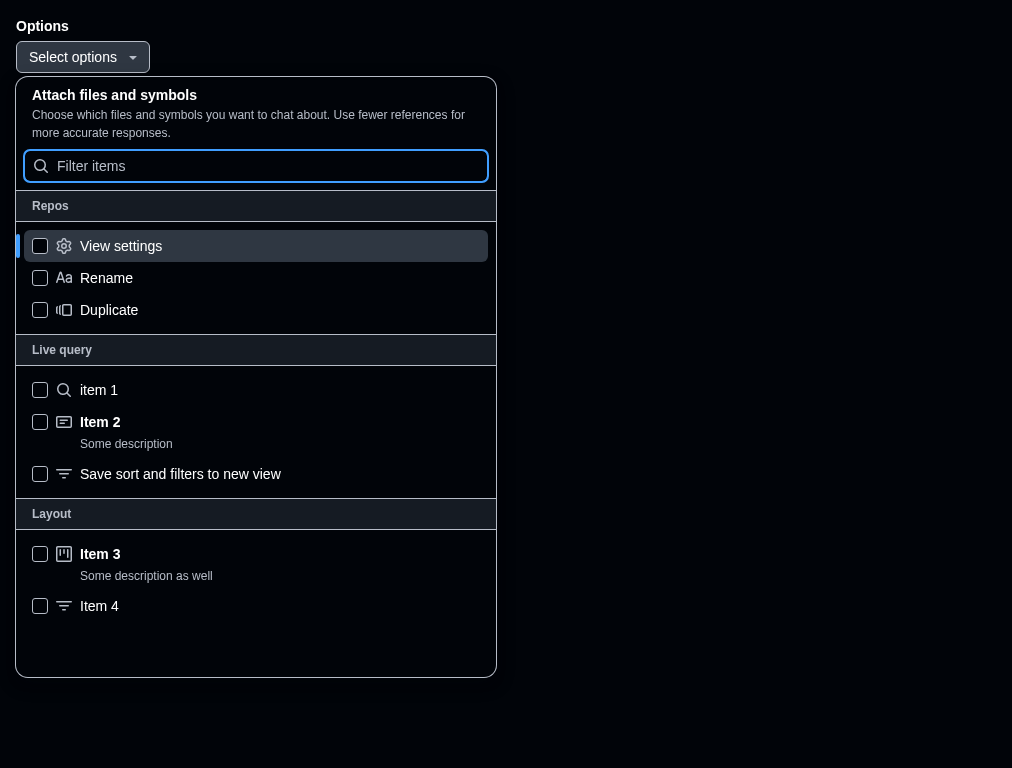 Options
Select options
Attach files and symbols
Choose which files and symbols you want to chat about. Use fewer references for
more accurate responses.
Filter items
Repos
View settings
Rename
Duplicate
Live query
item 1
Item 2
Some description
Save sort and filters to new view
Layout
Item 3
Some description as well
Item 4